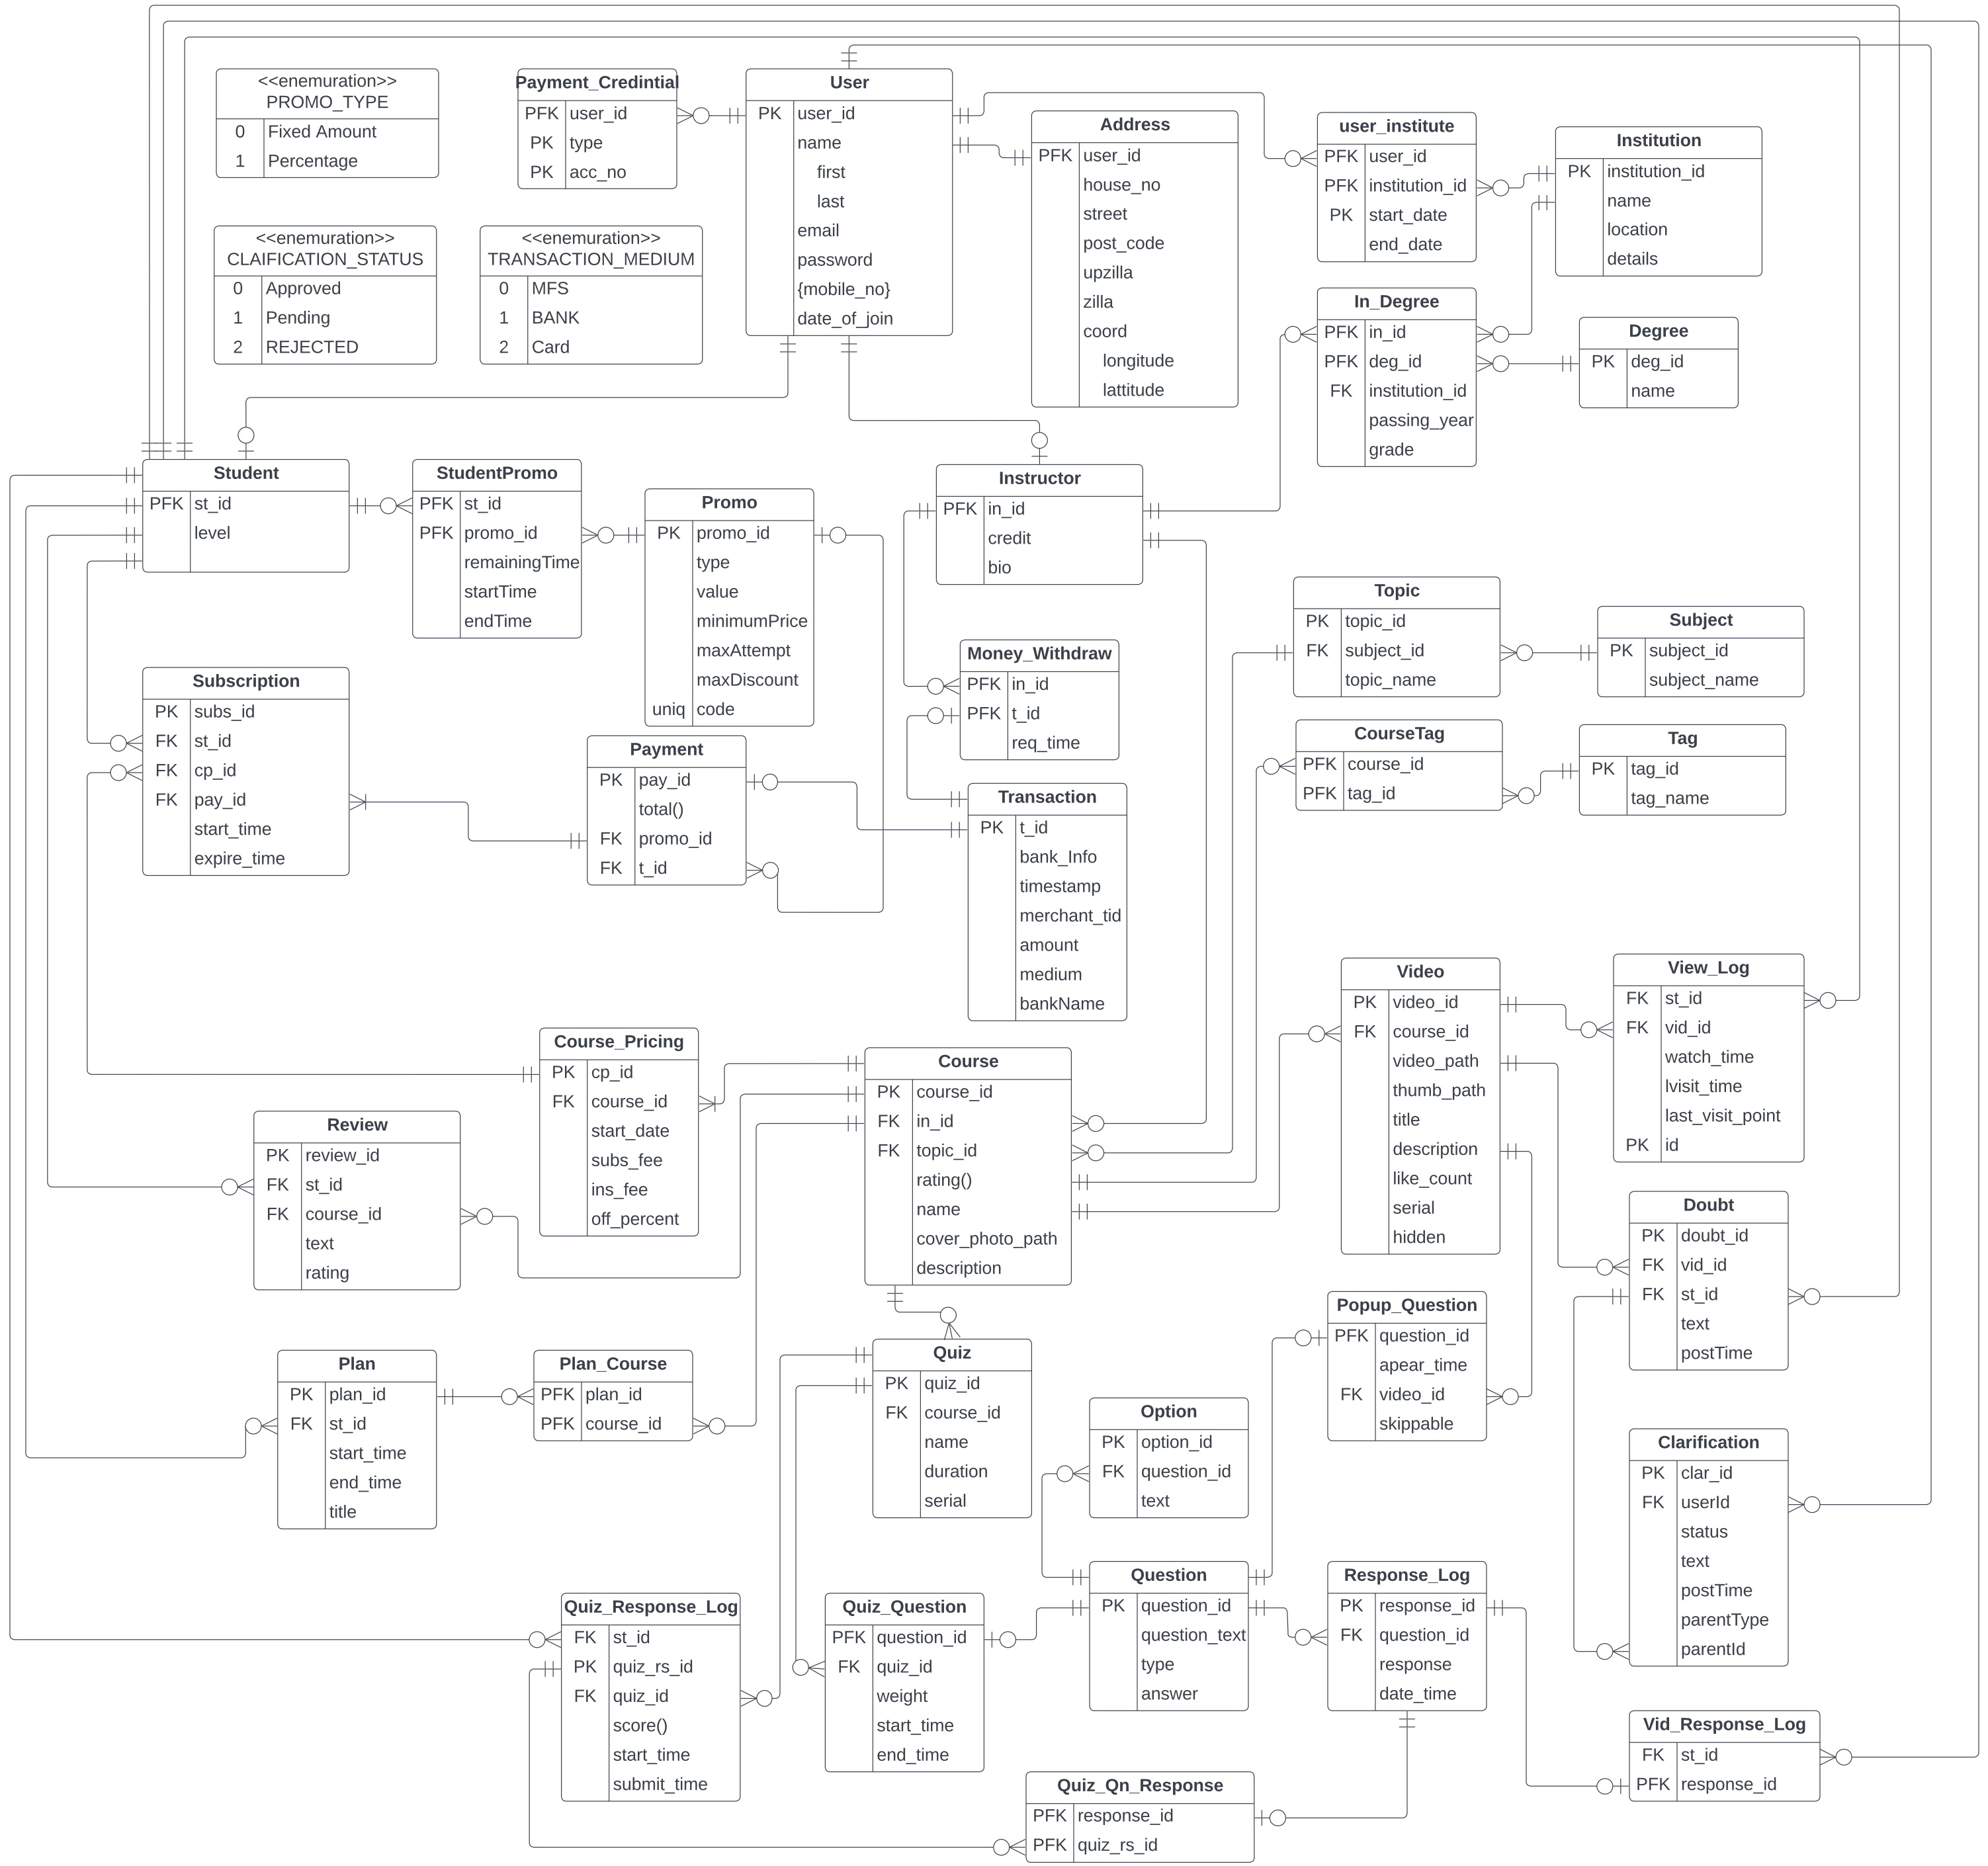 <<enemuration>>
PROMO_TYPE
0 Fixed Amount
1 Percentage
Payment_Credintial
PFK user_id
PK type
PK acc_no
User
PK user_id
name
first
last
email
password
{mobile_no}
date_of_join
Address
PFK user_id
house_no
street
post_code
upzilla
zilla
coord
longitude
lattitude
user_institute
PFK user_id
PFK institution_id
PK start_date
end_date
Institution
PK institution_id
name
location
details
<<enemuration>>
CLAIFICATION_STATUS
0 Approved
1 Pending
2 REJECTED
<<enemuration>>
TRANSACTION_MEDIUM
0 MFS
1 BANK
2 Card
In_Degree
PFK in_id
PFK deg_id
FK institution_id
passing_year
grade
Degree
PK deg_id
name
Student
PFK st_id
level
StudentPromo
PFK st_id
PFK promo_id
remainingTime
startTime
endTime
Promo
PK promo_id
type
value
minimumPrice
maxAttempt
maxDiscount
uniq code
Instructor
PFK in_id
credit
bio
Topic
PK topic_id
FK subject_id
topic_name
Subject
PK subject_id
subject_name
Money_Withdraw
PFK in_id
PFK t_id
req_time
Subscription
PK subs_id
FK st_id
FK cp_id
FK pay_id
start_time
expire_time
Payment
PK pay_id
total()
FK promo_id
FK t_id
CourseTag
PFK course_id
PFK tag_id
Tag
PK tag_id
tag_name
Transaction
PK t_id
bank_Info
timestamp
merchant_tid
amount
medium
bankName
Video
PK video_id
FK course_id
video_path
thumb_path
title
description
like_count
serial
hidden
View_Log
FK st_id
FK vid_id
watch_time
lvisit_time
last_visit_point
PK id
Course_Pricing
PK cp_id
FK course_id
start_date
subs_fee
ins_fee
off_percent
Course
PK course_id
FK in_id
FK topic_id
rating()
name
cover_photo_path
description
Review
PK review_id
FK st_id
FK course_id
text
rating
Doubt
PK doubt_id
FK vid_id
FK st_id
text
postTime
Popup_Question
PFK question_id
apear_time
FK video_id
skippable
Plan
PK plan_id
FK st_id
start_time
end_time
title
Plan_Course
PFK plan_id
PFK course_id
Quiz
PK quiz_id
FK course_id
name
duration
serial
Option
PK option_id
FK question_id
text
Clarification
PK clar_id
FK userId
status
text
postTime
parentType
parentId
Quiz_Response_Log
FK st_id
PK quiz_rs_id
FK quiz_id
score()
start_time
submit_time
Quiz_Question
PFK question_id
FK quiz_id
weight
start_time
end_time
Question
PK question_id
question_text
type
answer
Response_Log
PK response_id
FK question_id
response
date_time
Vid_Response_Log
FK st_id
PFK response_id
Quiz_Qn_Response
PFK response_id
PFK quiz_rs_id